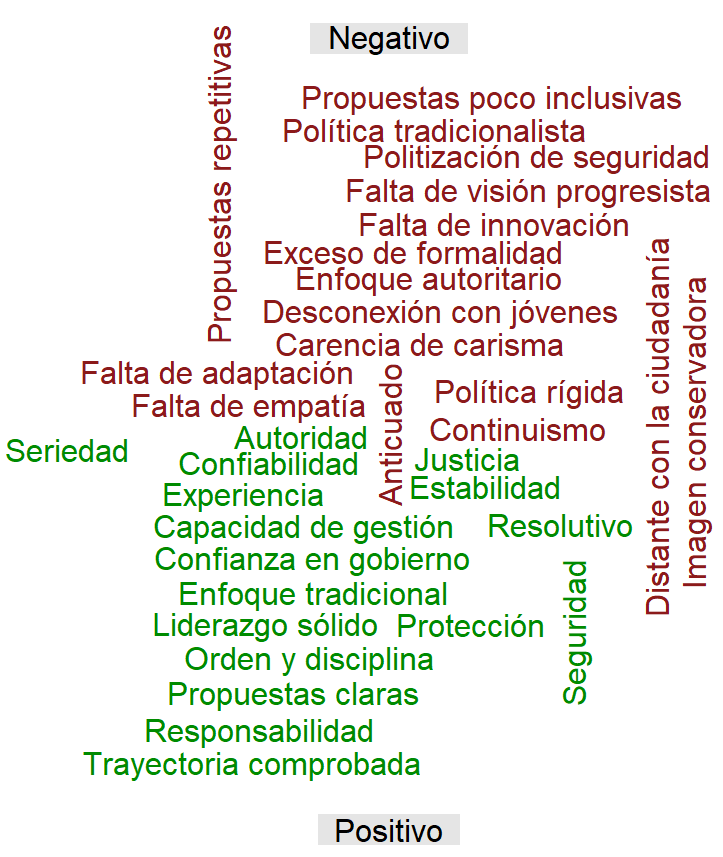 Negativo
Propuestas repetitivas
Propuestas poco inclusivas
Política tradicionalista
Politización de seguridad
Falta de visión progresista
Falta de innovación
Exceso de formalidad
Enfoque autoritario
Desconexión con jóvenes
Carencia de carisma
Distante con la ciudadanía
Imagen conservadora
Falta de adaptación
Anticuado
Política rígida
Falta de empatía
Continuismo
Seriedad
Autoridad
Confiabilidad
Justicia
Experiencia
Estabilidad
Capacidad de gestión
Resolutivo
Confianza en gobierno
Seguridad
Enfoque tradicional
Liderazgo sólido
Protección
Orden y disciplina
Propuestas claras
Responsabilidad
Trayectoria comprobada
Positivo